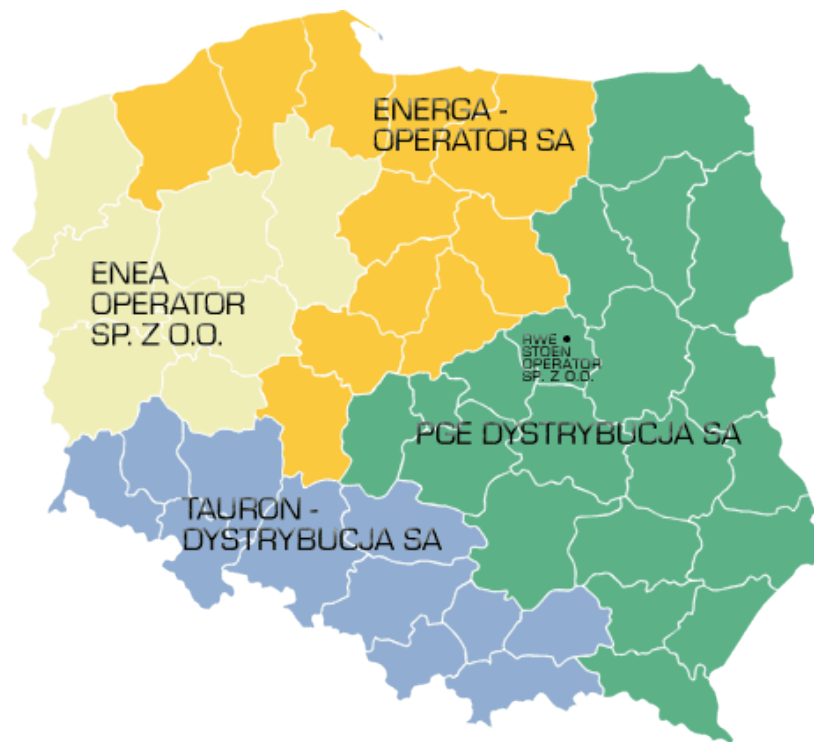 ENERGA -
OPERATOR SA
ENEA
OPERATOR
SP. Z O.O.
RWE
STOEN
OPERATOR
SP. Z O.O.
PGE DYSTRYBUCJA SA
TAURON -
DYSTRYBUCJA SA